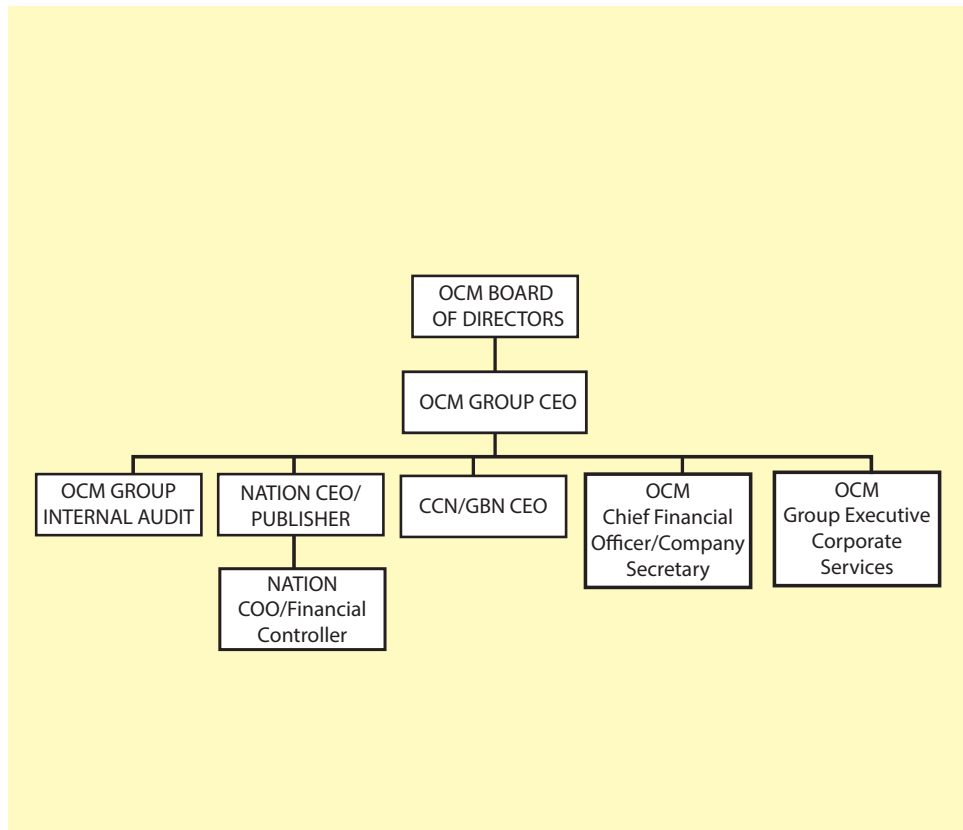 OCM BOARD
OF DIRECTORS
OCM GROUP CEO
OCM GROUP
INTERNAL AUDIT
NATION CEO/
PUBLISHER
CCN/GBN CEO
OCM
Chief Financial
Officer/Company
Secretary
OCM
Group Executive
Corporate
Services
NATION
COO/Financial
Controller